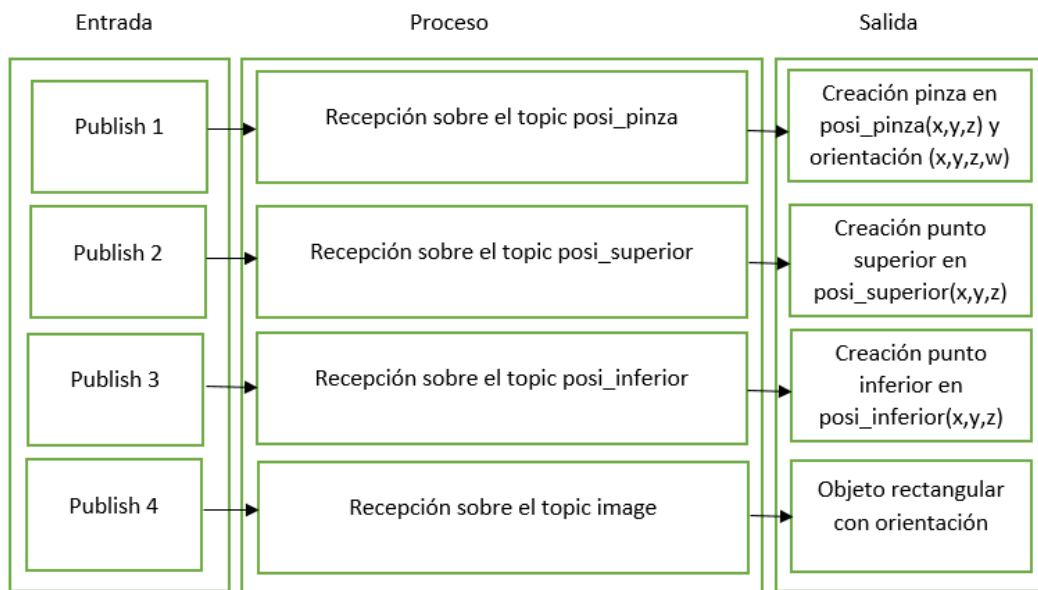 Entrada
Proceso
Salida
Publish 1
Recepción sobre el topic posi_pinza
Creación pinza en
posi_pinza(x,y,z) y
orientación (x,y,z,w)
Publish 2
Recepción sobre el topic posi_superior
Creación punto
superior en
posi_superior(x,y,z)
Publish 3
Recepción sobre el topic posi_inferior
Creación punto
inferior en
posi_inferior(x,y,z)
Publish 4
Recepción sobre el topic image
Objeto rectangular
con orientación